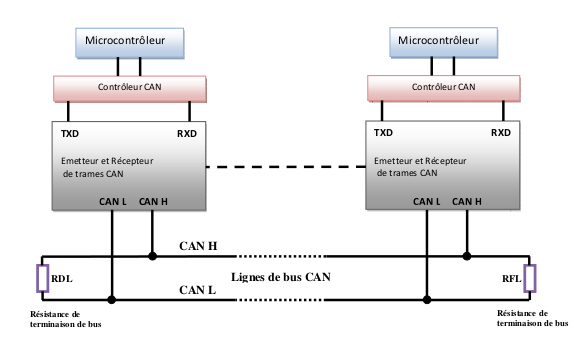 Microcontrôleur
Microcontrôleur
Contrôleur CAN
Contrôleur CAN
TXD RXD
TXD RXD
Emetteur et Récepteur
de trames CAN
Emetteur et Récepteur
de trames CAN
CAN L CAN H
CAN L CAN H
CAN H
RDL
Lignes de bus CAN
RFL
CAN L
Résistance de
terminaison de bus
Résistance de
terminaison de bus